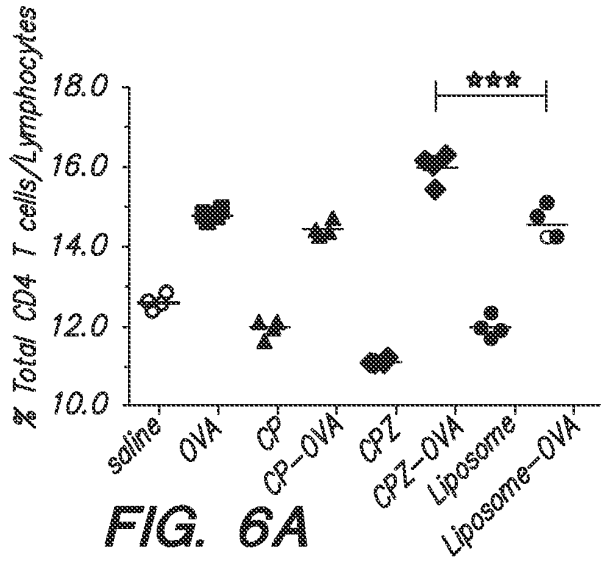 % Total CD4 T cells/Lymphocytes
18.0
16.0
14.0
12.0
10.0
saline
OVA
CP
CP-OVA
CPZ
CPZ-OVA
Liposome
Liposome-OVA
FIG. 6A